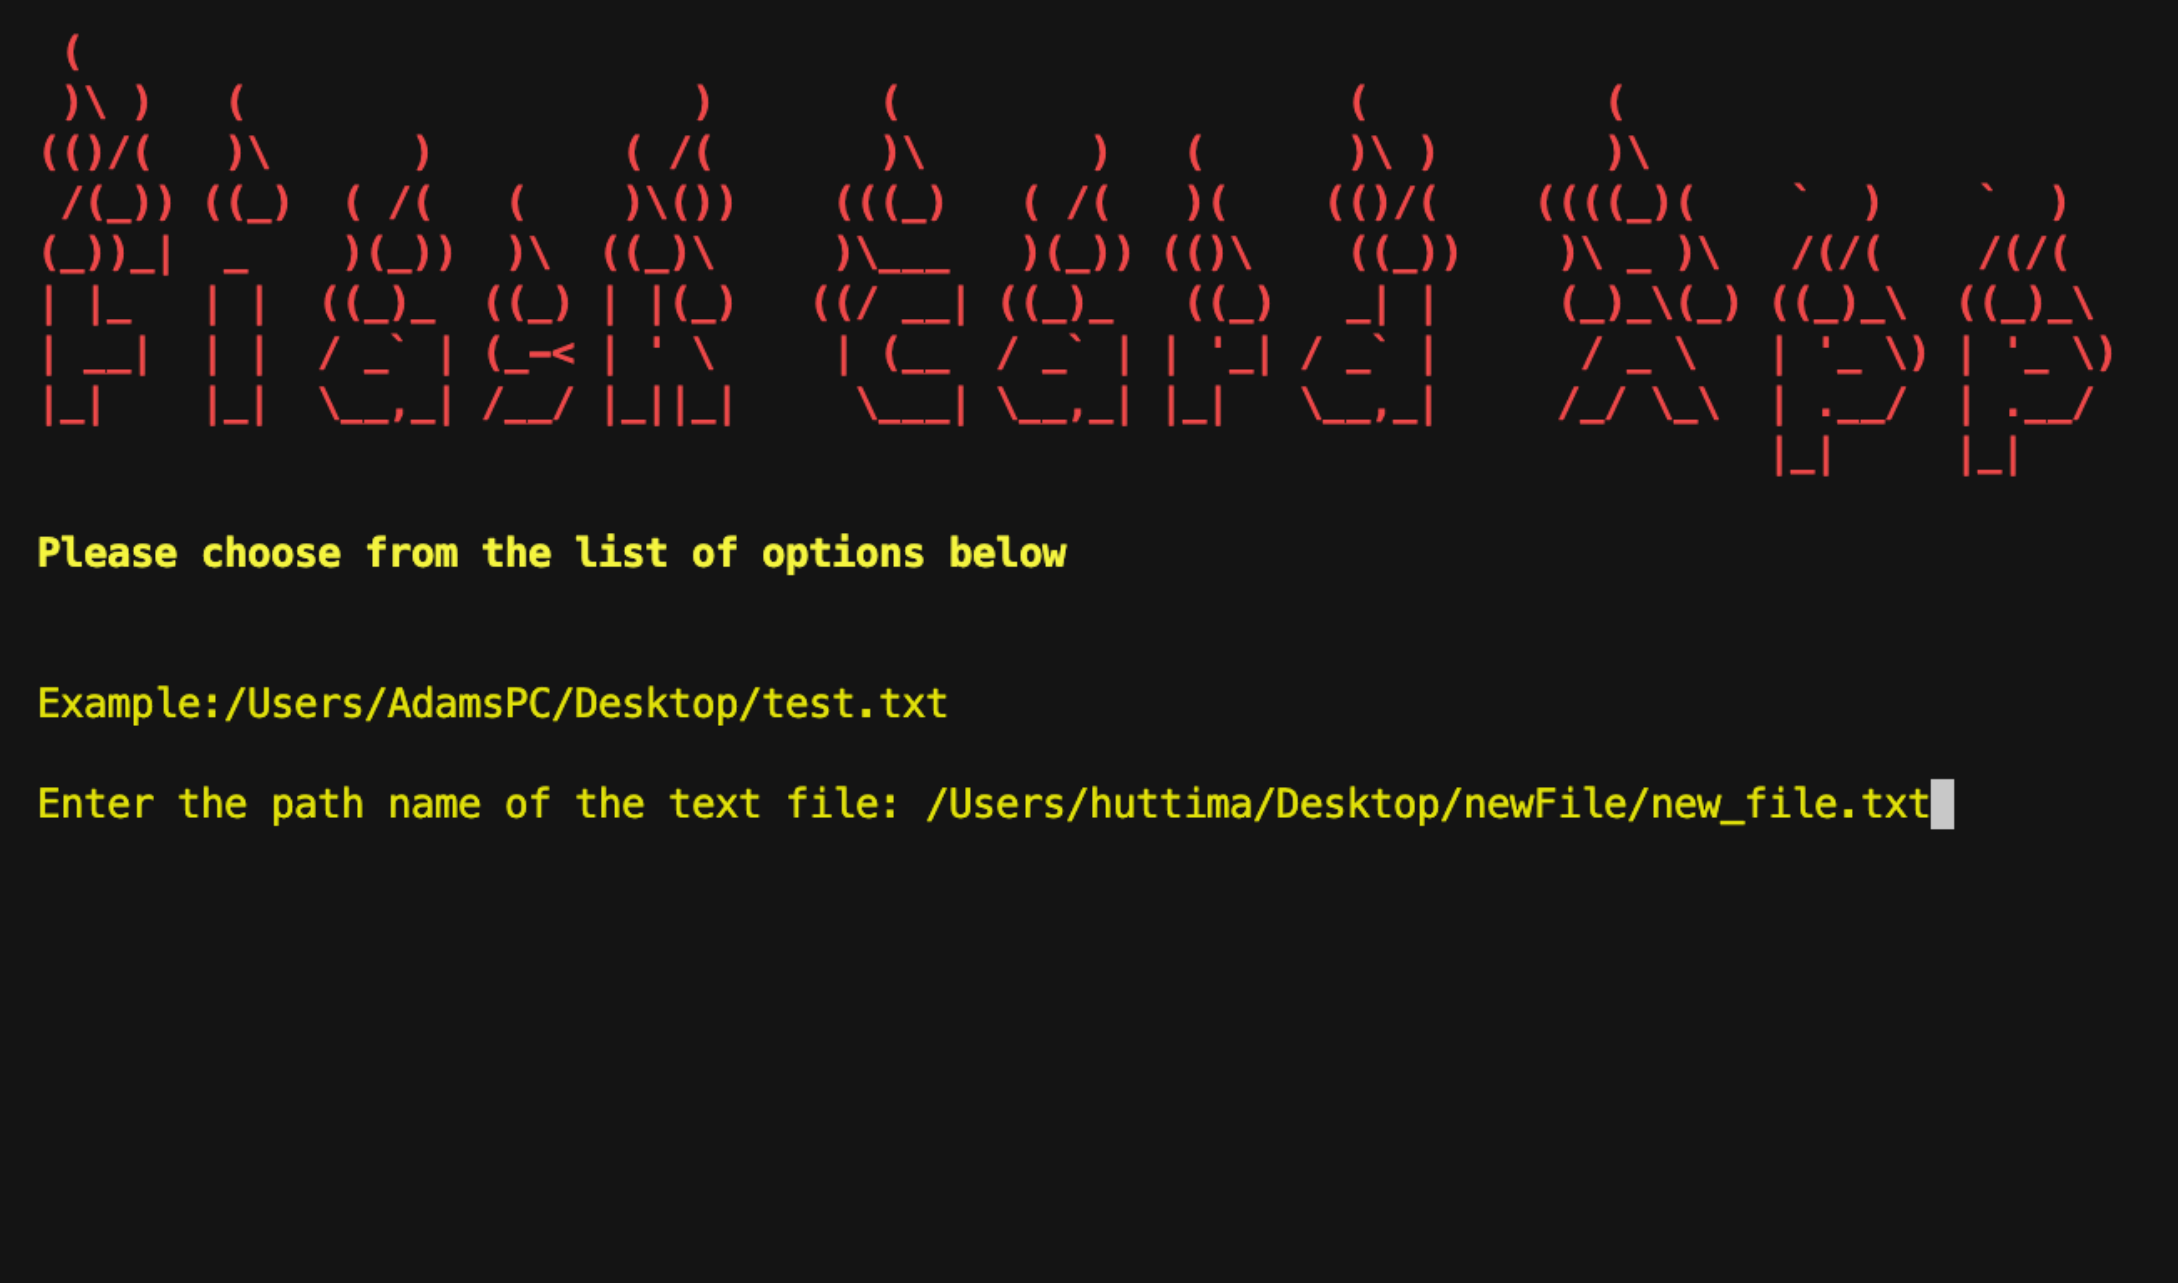 Flash Card App
Please choose from the list of options below
Example:/Users/AdamsPC/Desktop/test.txt
Enter the path name of the text file: /Users/huttima/Desktop/newFile/new_file.txt